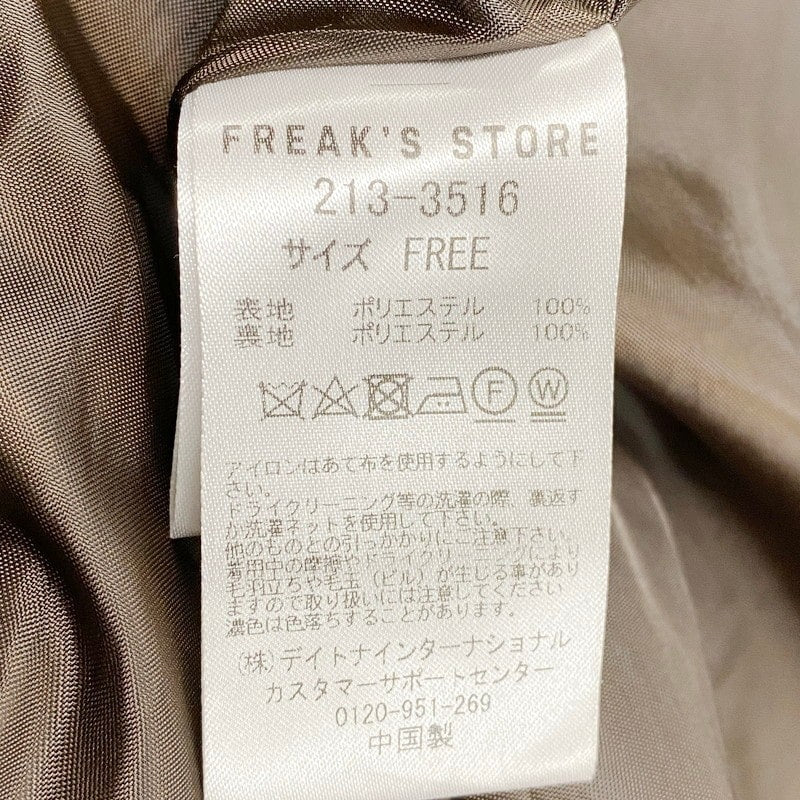 FREAK'S STORE
213-3516
サイズ FREE
表地 ポリエステル 100%
裏地 ポリエステル 100%
F W
アイロンはあて布を使用するようにして下
さい。
ドライクリーニング等の洗濯の際、裏返す
か洗濯ネットを使用して下さい。
他のものとの引っかかりにご注意下さい。
着用中の摩擦やドライクリーニングにより
毛羽立ちや毛玉（ピル）が生じる事があり
ますので取り扱いには注意してください
濃色は色落ちすることがあります。
(株)デイトナインターナショナル
カスタマーサポートセンター
0120-951-269
中国製